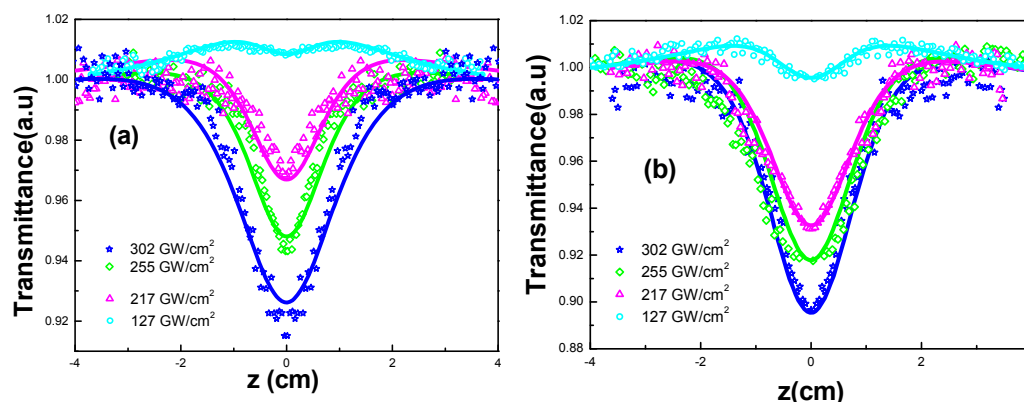 1.02
1.00
0.98
0.96
0.94
0.92
Transmittance(a.u)
(a)
302 GW/cm²
255 GW/cm²
217 GW/cm²
127 GW/cm²
-4 -2 0 2 4
z (cm)
1.02
1.00
0.98
0.96
0.93
0.92
0.90
0.88
Transmittance(a.u)
(b)
302 GW/cm²
255 GW/cm²
217 GW/cm²
127 GW/cm²
-4 -2 0 2
z(cm)